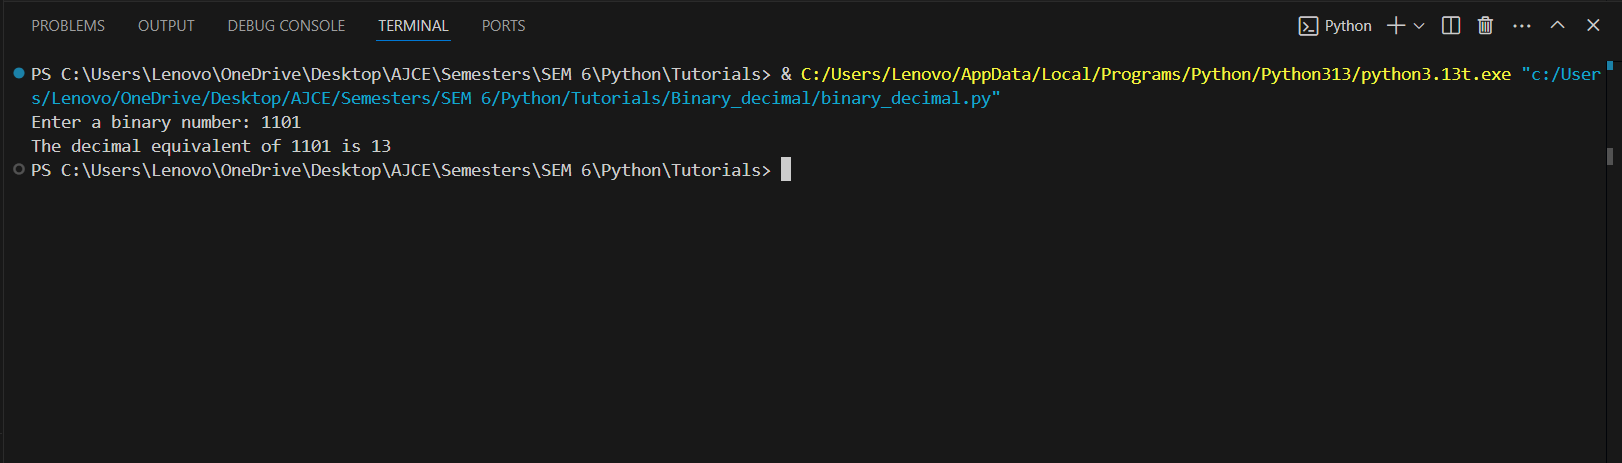 PROBLEMS OUTPUT DEBUG CONSOLE TERMINAL PORTS Python
PS C:\Users\Lenovo\OneDrive\Desktop\AJCE\Semesters\SEM 6\Python\Tutorials> & C:/Users/Lenovo/AppData/Local/Programs/Python/Python313/python3.13t.exe "c:/User
s/Lenovo/OneDrive/Desktop/AJCE/Semesters/SEM 6/Python/Tutorials/Binary_decimal/binary_decimal.py"
Enter a binary number: 1101
The decimal equivalent of 1101 is 13
PS C:\Users\Lenovo\OneDrive\Desktop\AJCE\Semesters\SEM 6\Python\Tutorials>